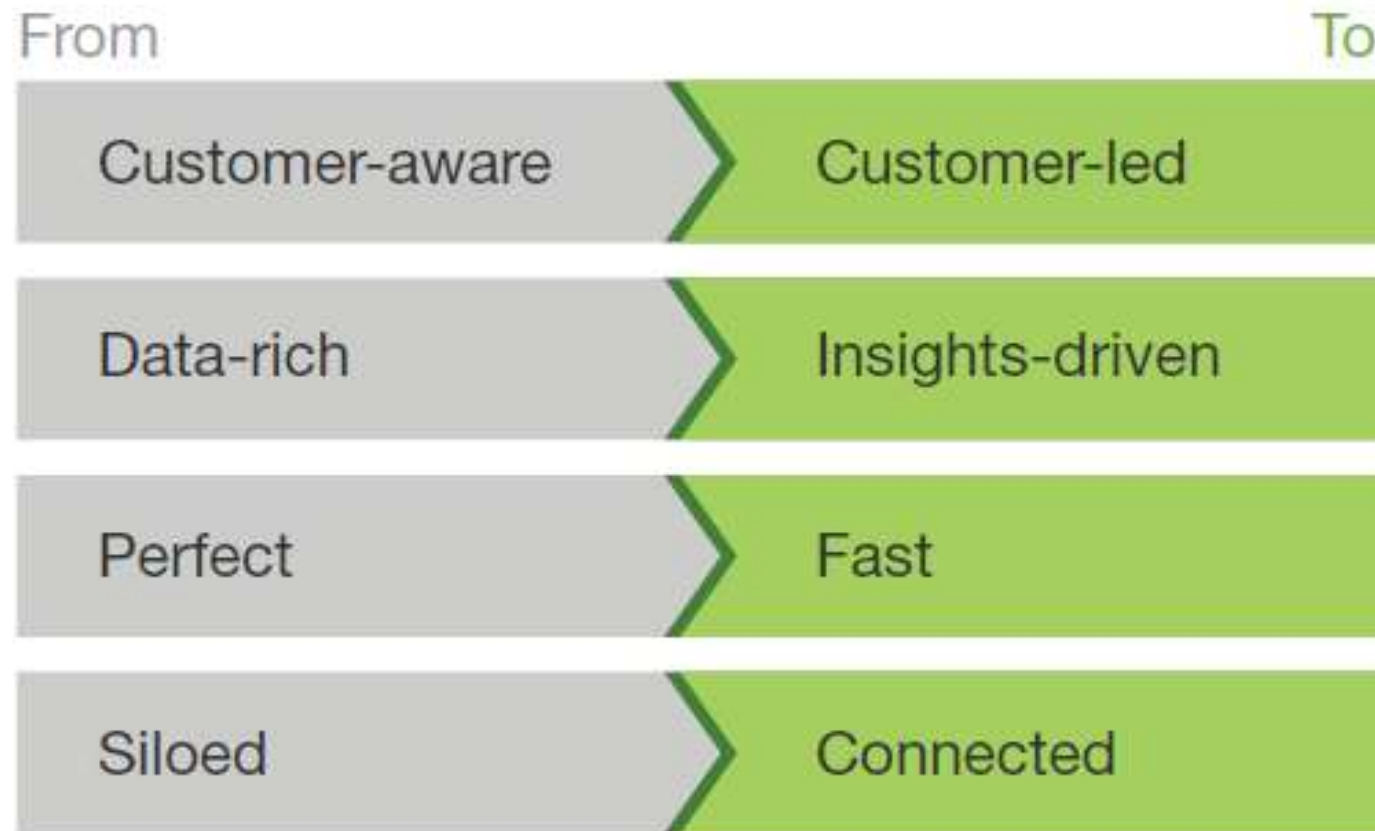 From To
Customer-aware Customer-led
Data-rich Insights-driven
Perfect Fast
Siloed Connected